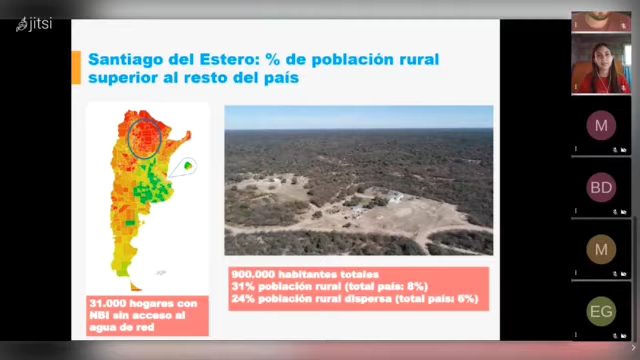 jitsi
Santiago del Estero: % de población rural
superior al resto del país
31.000 hogares con
NBI sin acceso al
agua de red
900.000 habitantes totales
31% población rural (total país: 8%)
24% población rural dispersa (total país: 6%)
M
BD
M
EG